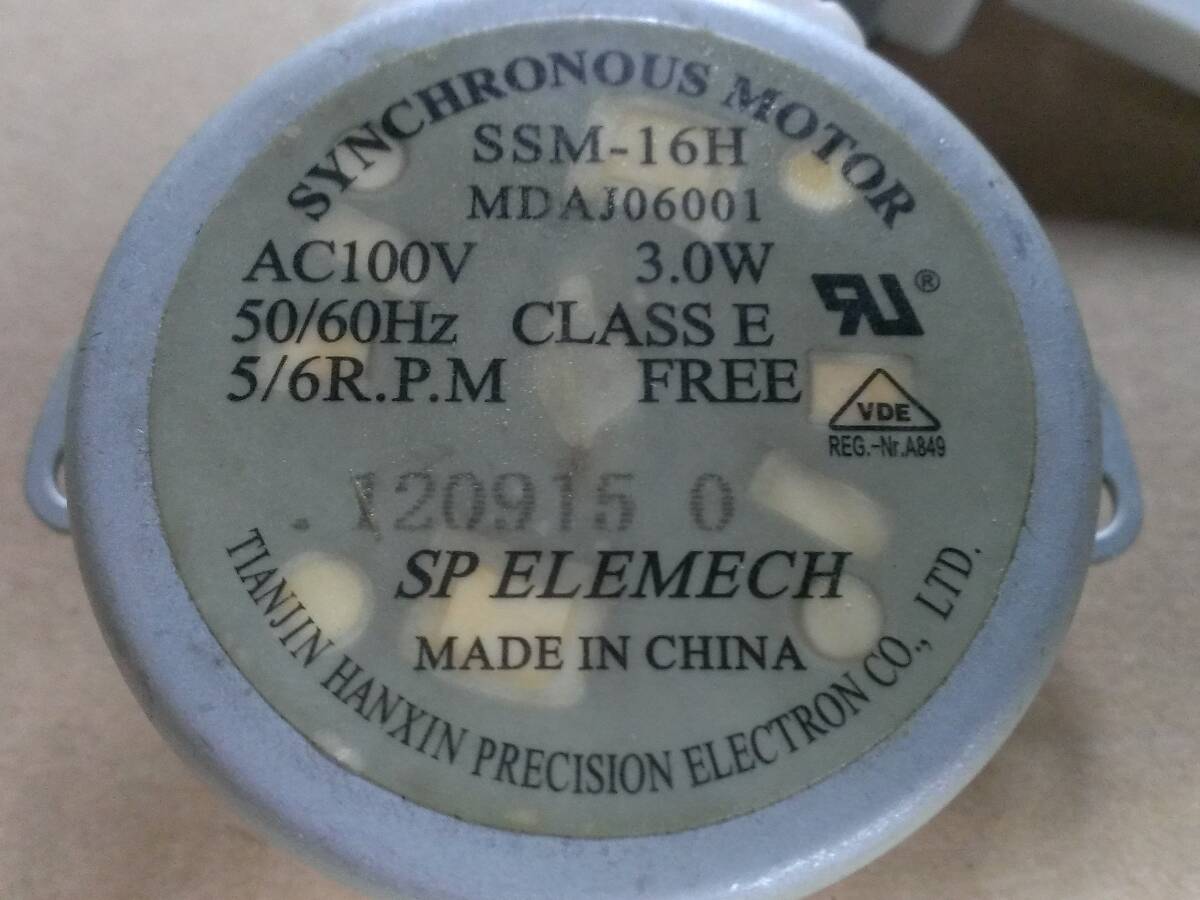 SYNCHRONOUS MOTOR
SSM-16H
MDAJ06001
AC100V 3.0W
50/60Hz CLASS E
5/6R.P.M FREE
RU®
VDE
REG.-Nr.A849
.120915 0
SP ELEMECH
MADE IN CHINA
TIANJIN HANXIN PRECISION ELECTRON CO., LTD.